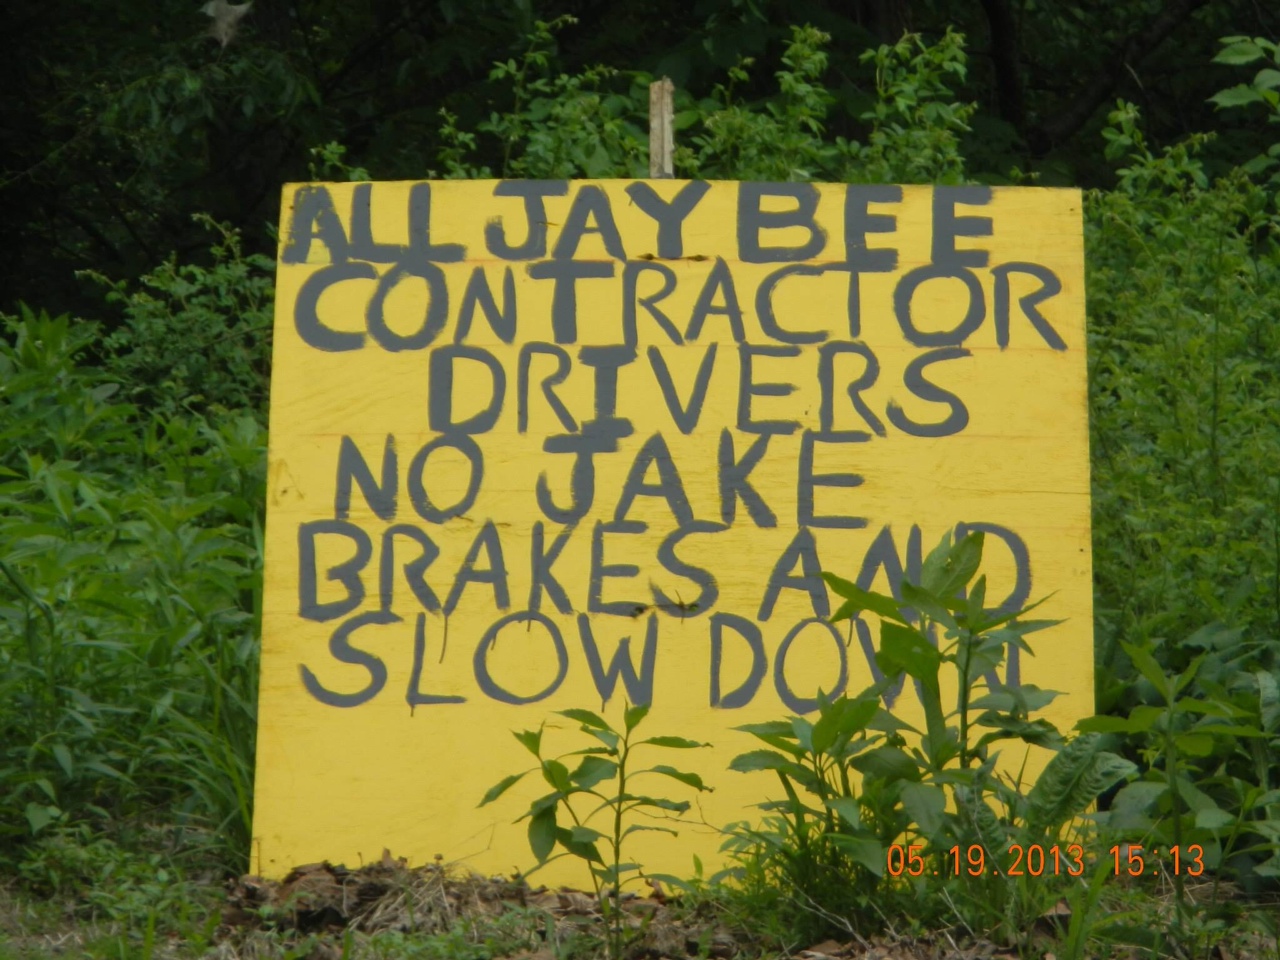 ALL JAY BEE
CONTRACTOR
DRIVERS
NO JAKE
BRAKES AND
SLOW DOWN
05.19.2013 15:13